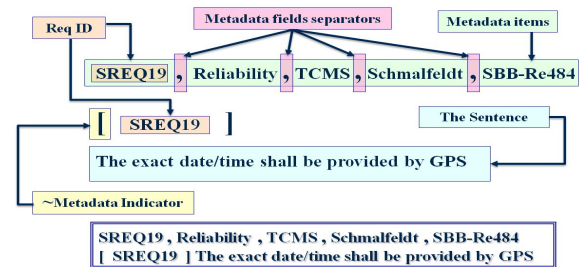 Metadata fields separators
Req ID
Metadata items
SREQ19 , Reliability , TCMS , Schmalfeldt , SBB-Re484
[ SREQ19 ]
The Sentence
The exact date/time shall be provided by GPS
~Metadata Indicator
SREQ19 , Reliability , TCMS , Schmalfeldt , SBB-Re484
[ SREQ19 ] The exact date/time shall be provided by GPS